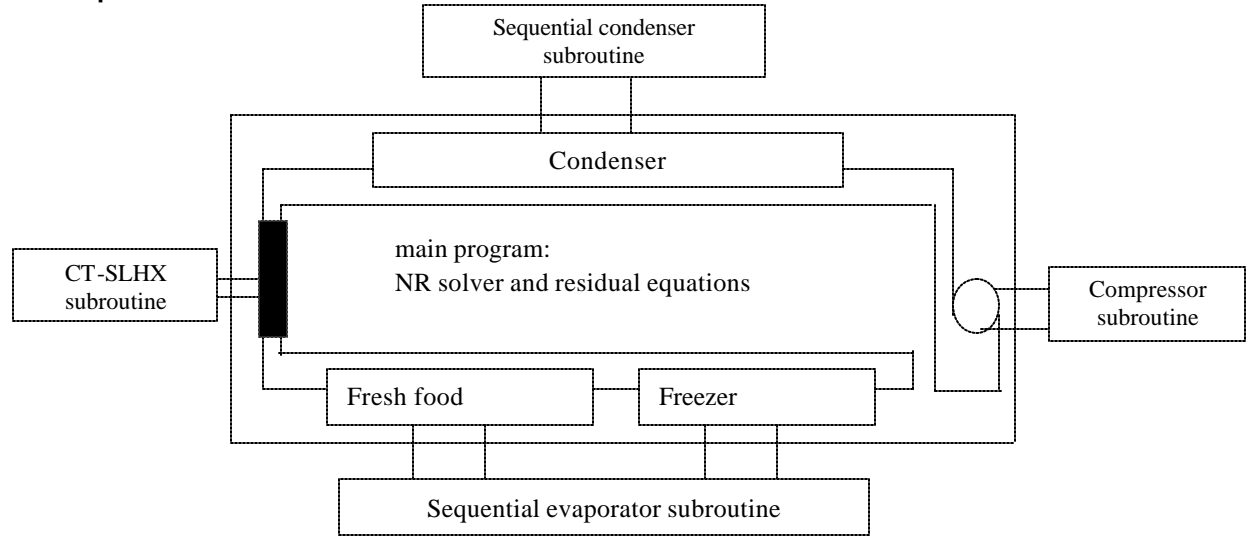 Sequential condenser
subroutine
Condenser
main program:
NR solver and residual equations
CT-SLHX
subroutine
Compressor
subroutine
Fresh food
Freezer
Sequential evaporator subroutine